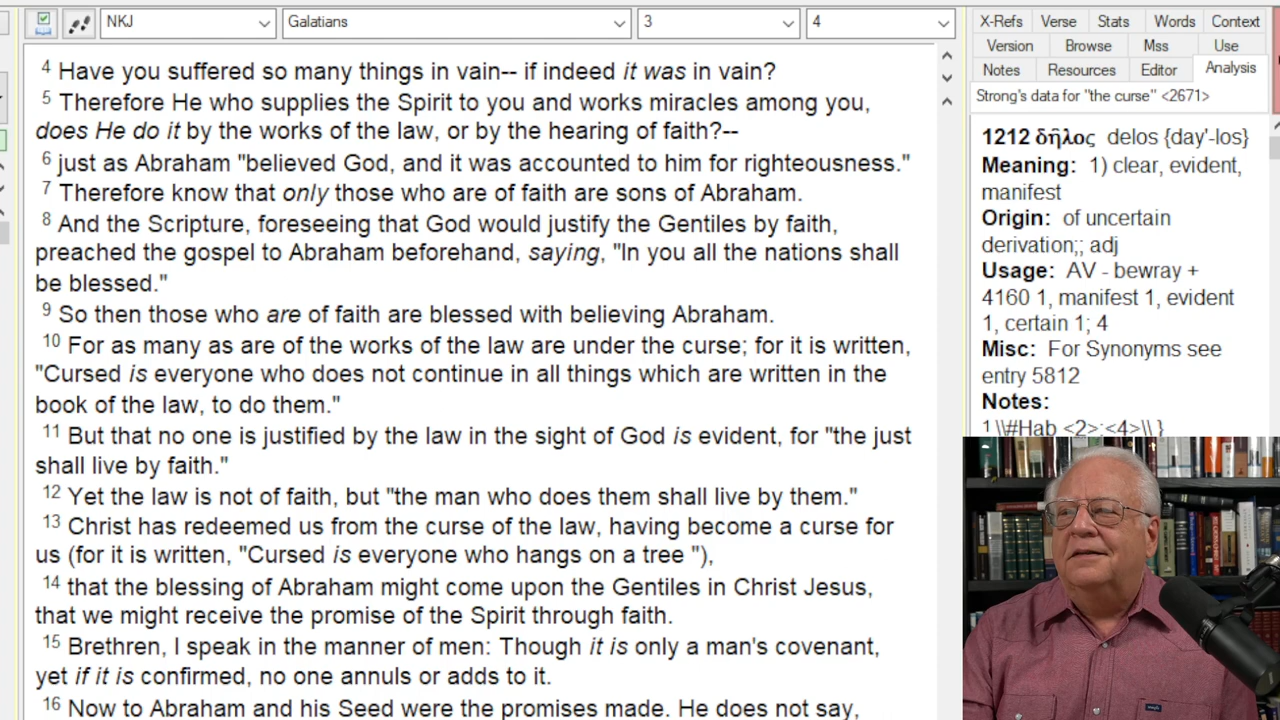 NKJ Galatians 3 4
4 Have you suffered so many things in vain-- if indeed it was in vain?
5 Therefore He who supplies the Spirit to you and works miracles among you,
does He do it by the works of the law, or by the hearing of faith?--
6 just as Abraham "believed God, and it was accounted to him for righteousness."
7 Therefore know that only those who are of faith are sons of Abraham.
8 And the Scripture, foreseeing that God would justify the Gentiles by faith,
preached the gospel to Abraham beforehand, saying, "In you all the nations shall
be blessed."
9 So then those who are of faith are blessed with believing Abraham.
10 For as many as are of the works of the law are under the curse; for it is written,
"Cursed is everyone who does not continue in all things which are written in the
book of the law, to do them."
11 But that no one is justified by the law in the sight of God is evident, for "the just
shall live by faith."
12 Yet the law is not of faith, but "the man who does them shall live by them."
13 Christ has redeemed us from the curse of the law, having become a curse for
us (for it is written, "Cursed is everyone who hangs on a tree "),
14 that the blessing of Abraham might come upon the Gentiles in Christ Jesus,
that we might receive the promise of the Spirit through faith.
15 Brethren, I speak in the manner of men: Though it is only a man's covenant,
yet if it is confirmed, no one annuls or adds to it.
16 Now to Abraham and his Seed were the promises made. He does not say,
X-Refs Verse Stats Words Context
Version Browse Mss Use
Notes Resources Editor Analysis
Strong's data for "the curse" <2671>
1212 δῆλος delos {day'-los}
Meaning: 1) clear, evident,
manifest
Origin: of uncertain
derivation;; adj
Usage: AV - bewray +
4160 1, manifest 1, evident
1, certain 1; 4
Misc: For Synonyms see
entry 5812
Notes:
1 \\#Hab <2>:<4>\\ }